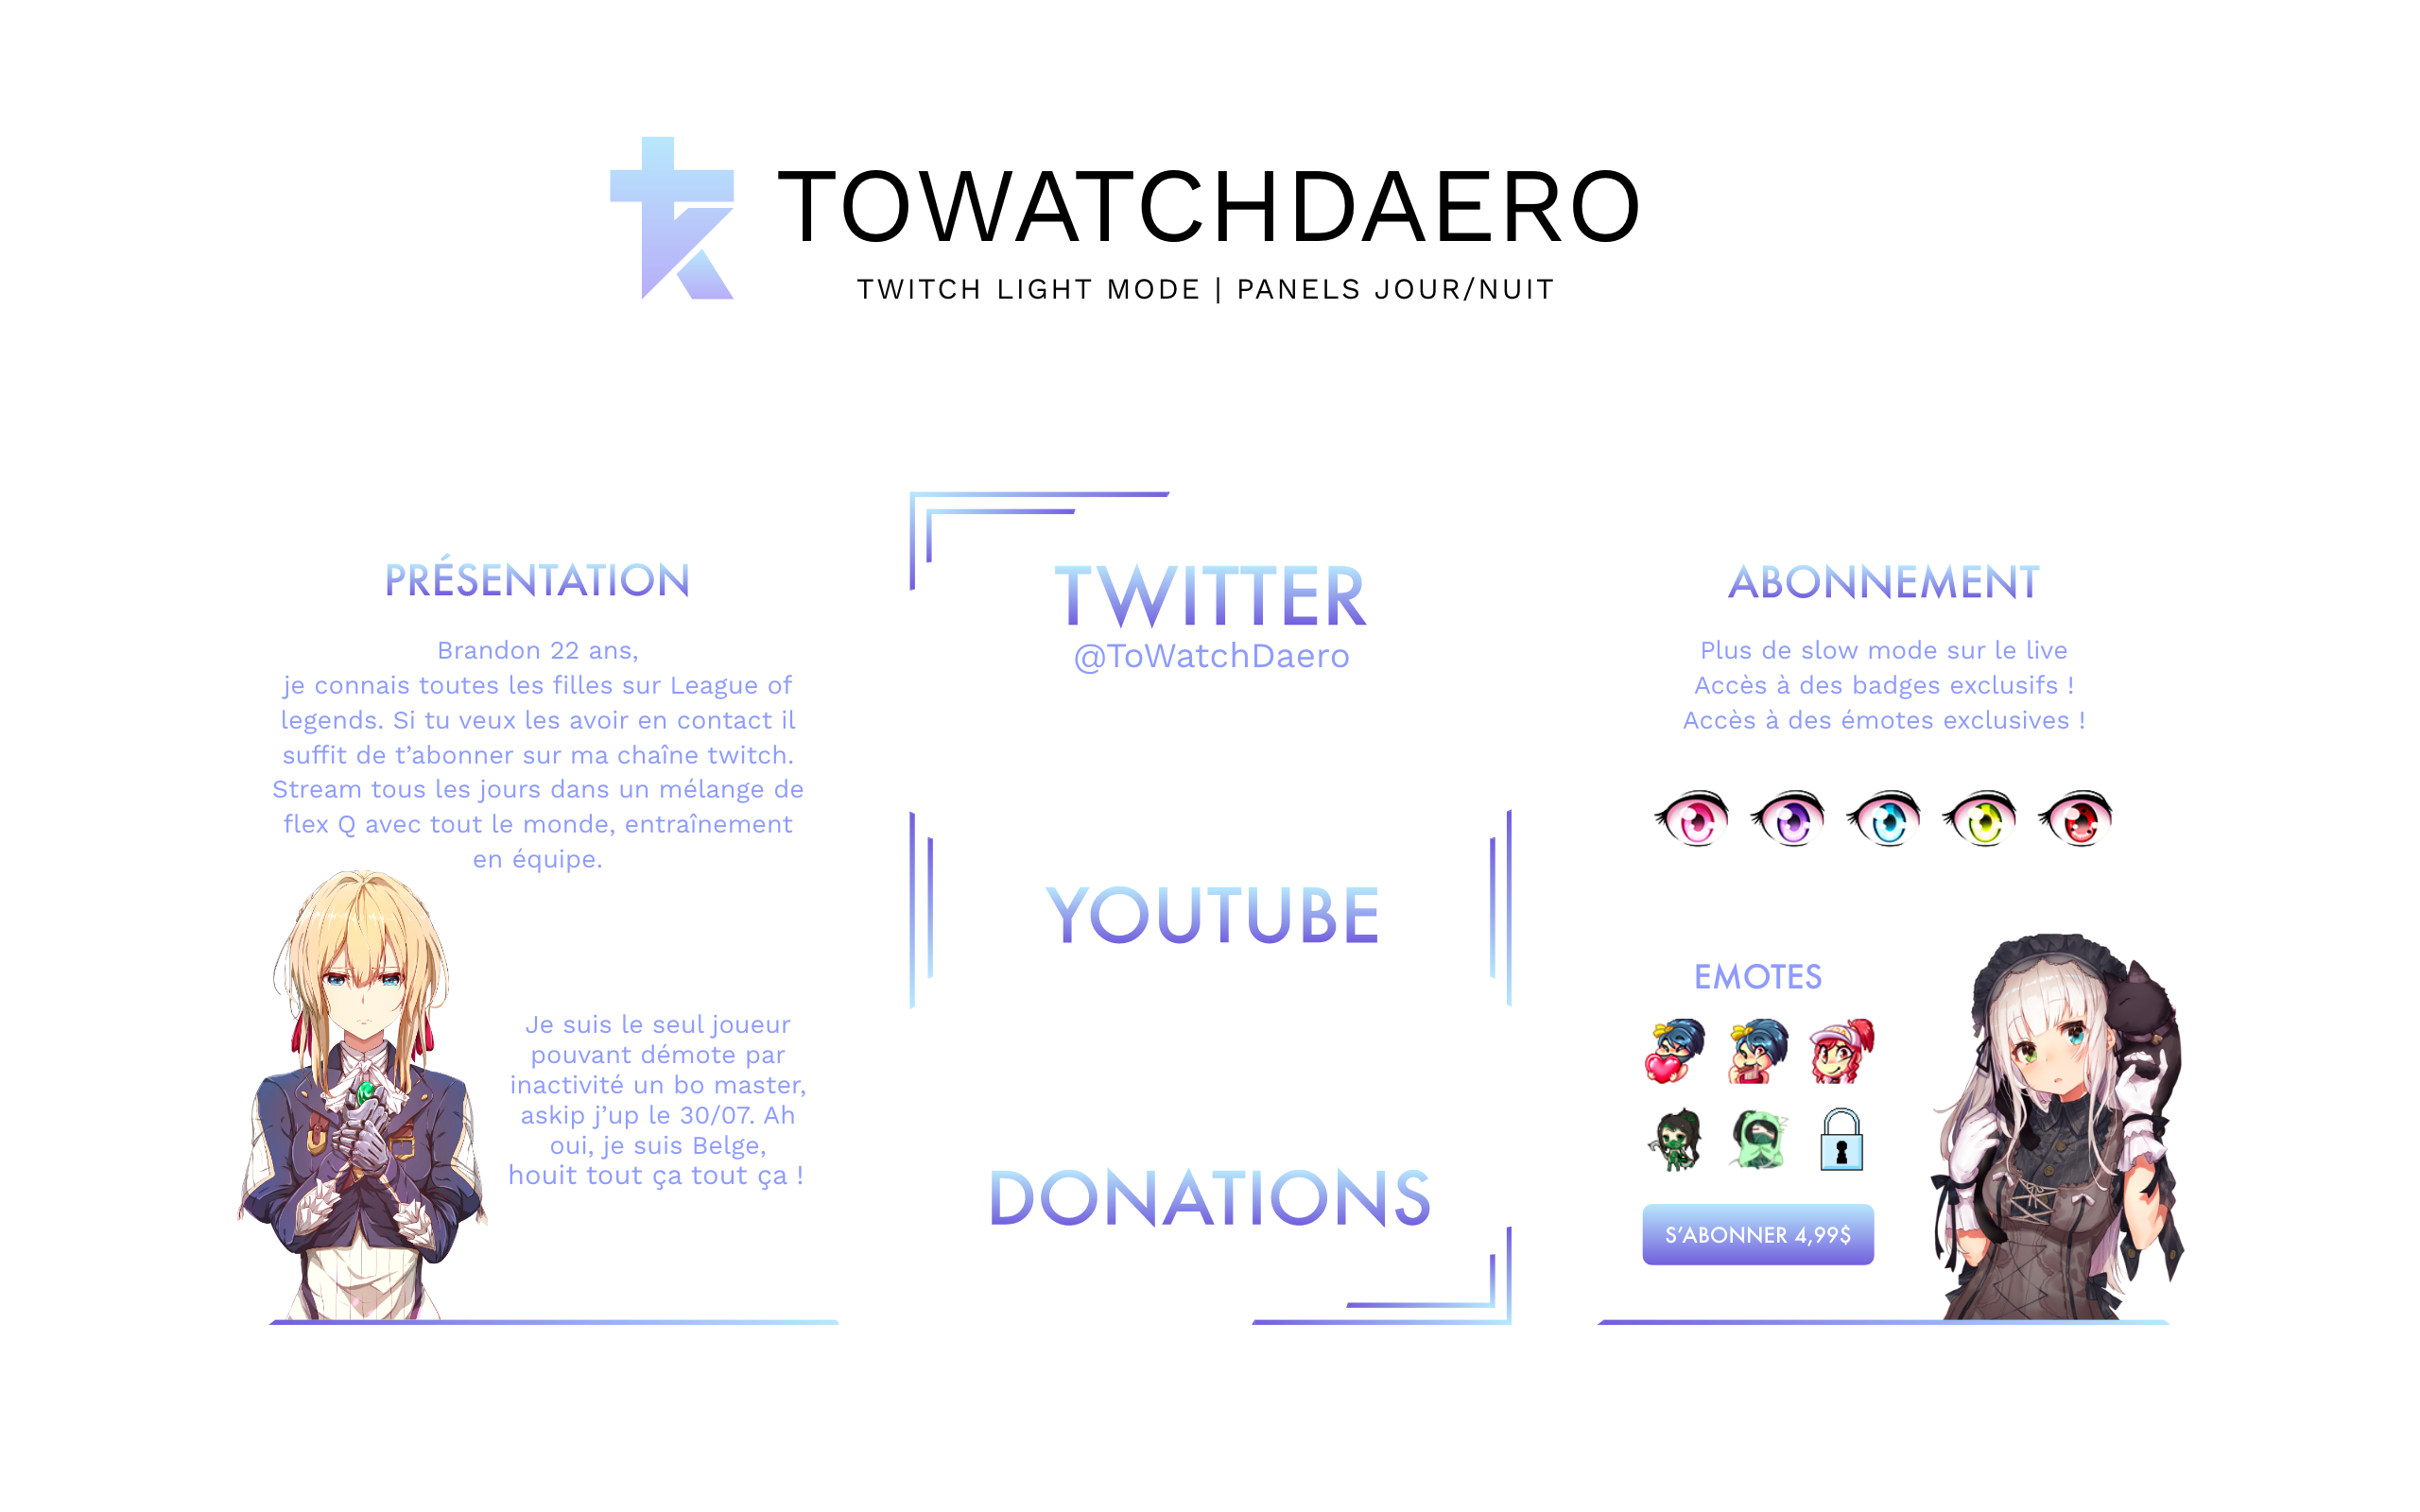 TOWATCHDAERO
TWITCH LIGHT MODE | PANELS JOUR/NUIT
PRÉSENTATION
Brandon 22 ans,
je connais toutes les filles sur League of
legends. Si tu veux les avoir en contact il
suffit de t’abonner sur ma chaîne twitch.
Stream tous les jours dans un mélange de
flex Q avec tout le monde, entraînement
en équipe.
Je suis le seul joueur
pouvant démote par
inactivité un bo master,
askip j’up le 30/07. Ah
oui, je suis Belge,
houit tout ça tout ça !
TWITTER
@ToWatchDaero
YOUTUBE
DONATIONS
ABONNEMENT
Plus de slow mode sur le live
Accès à des badges exclusifs !
Accès à des émotes exclusives !
EMOTES
S’ABONNER 4,99$